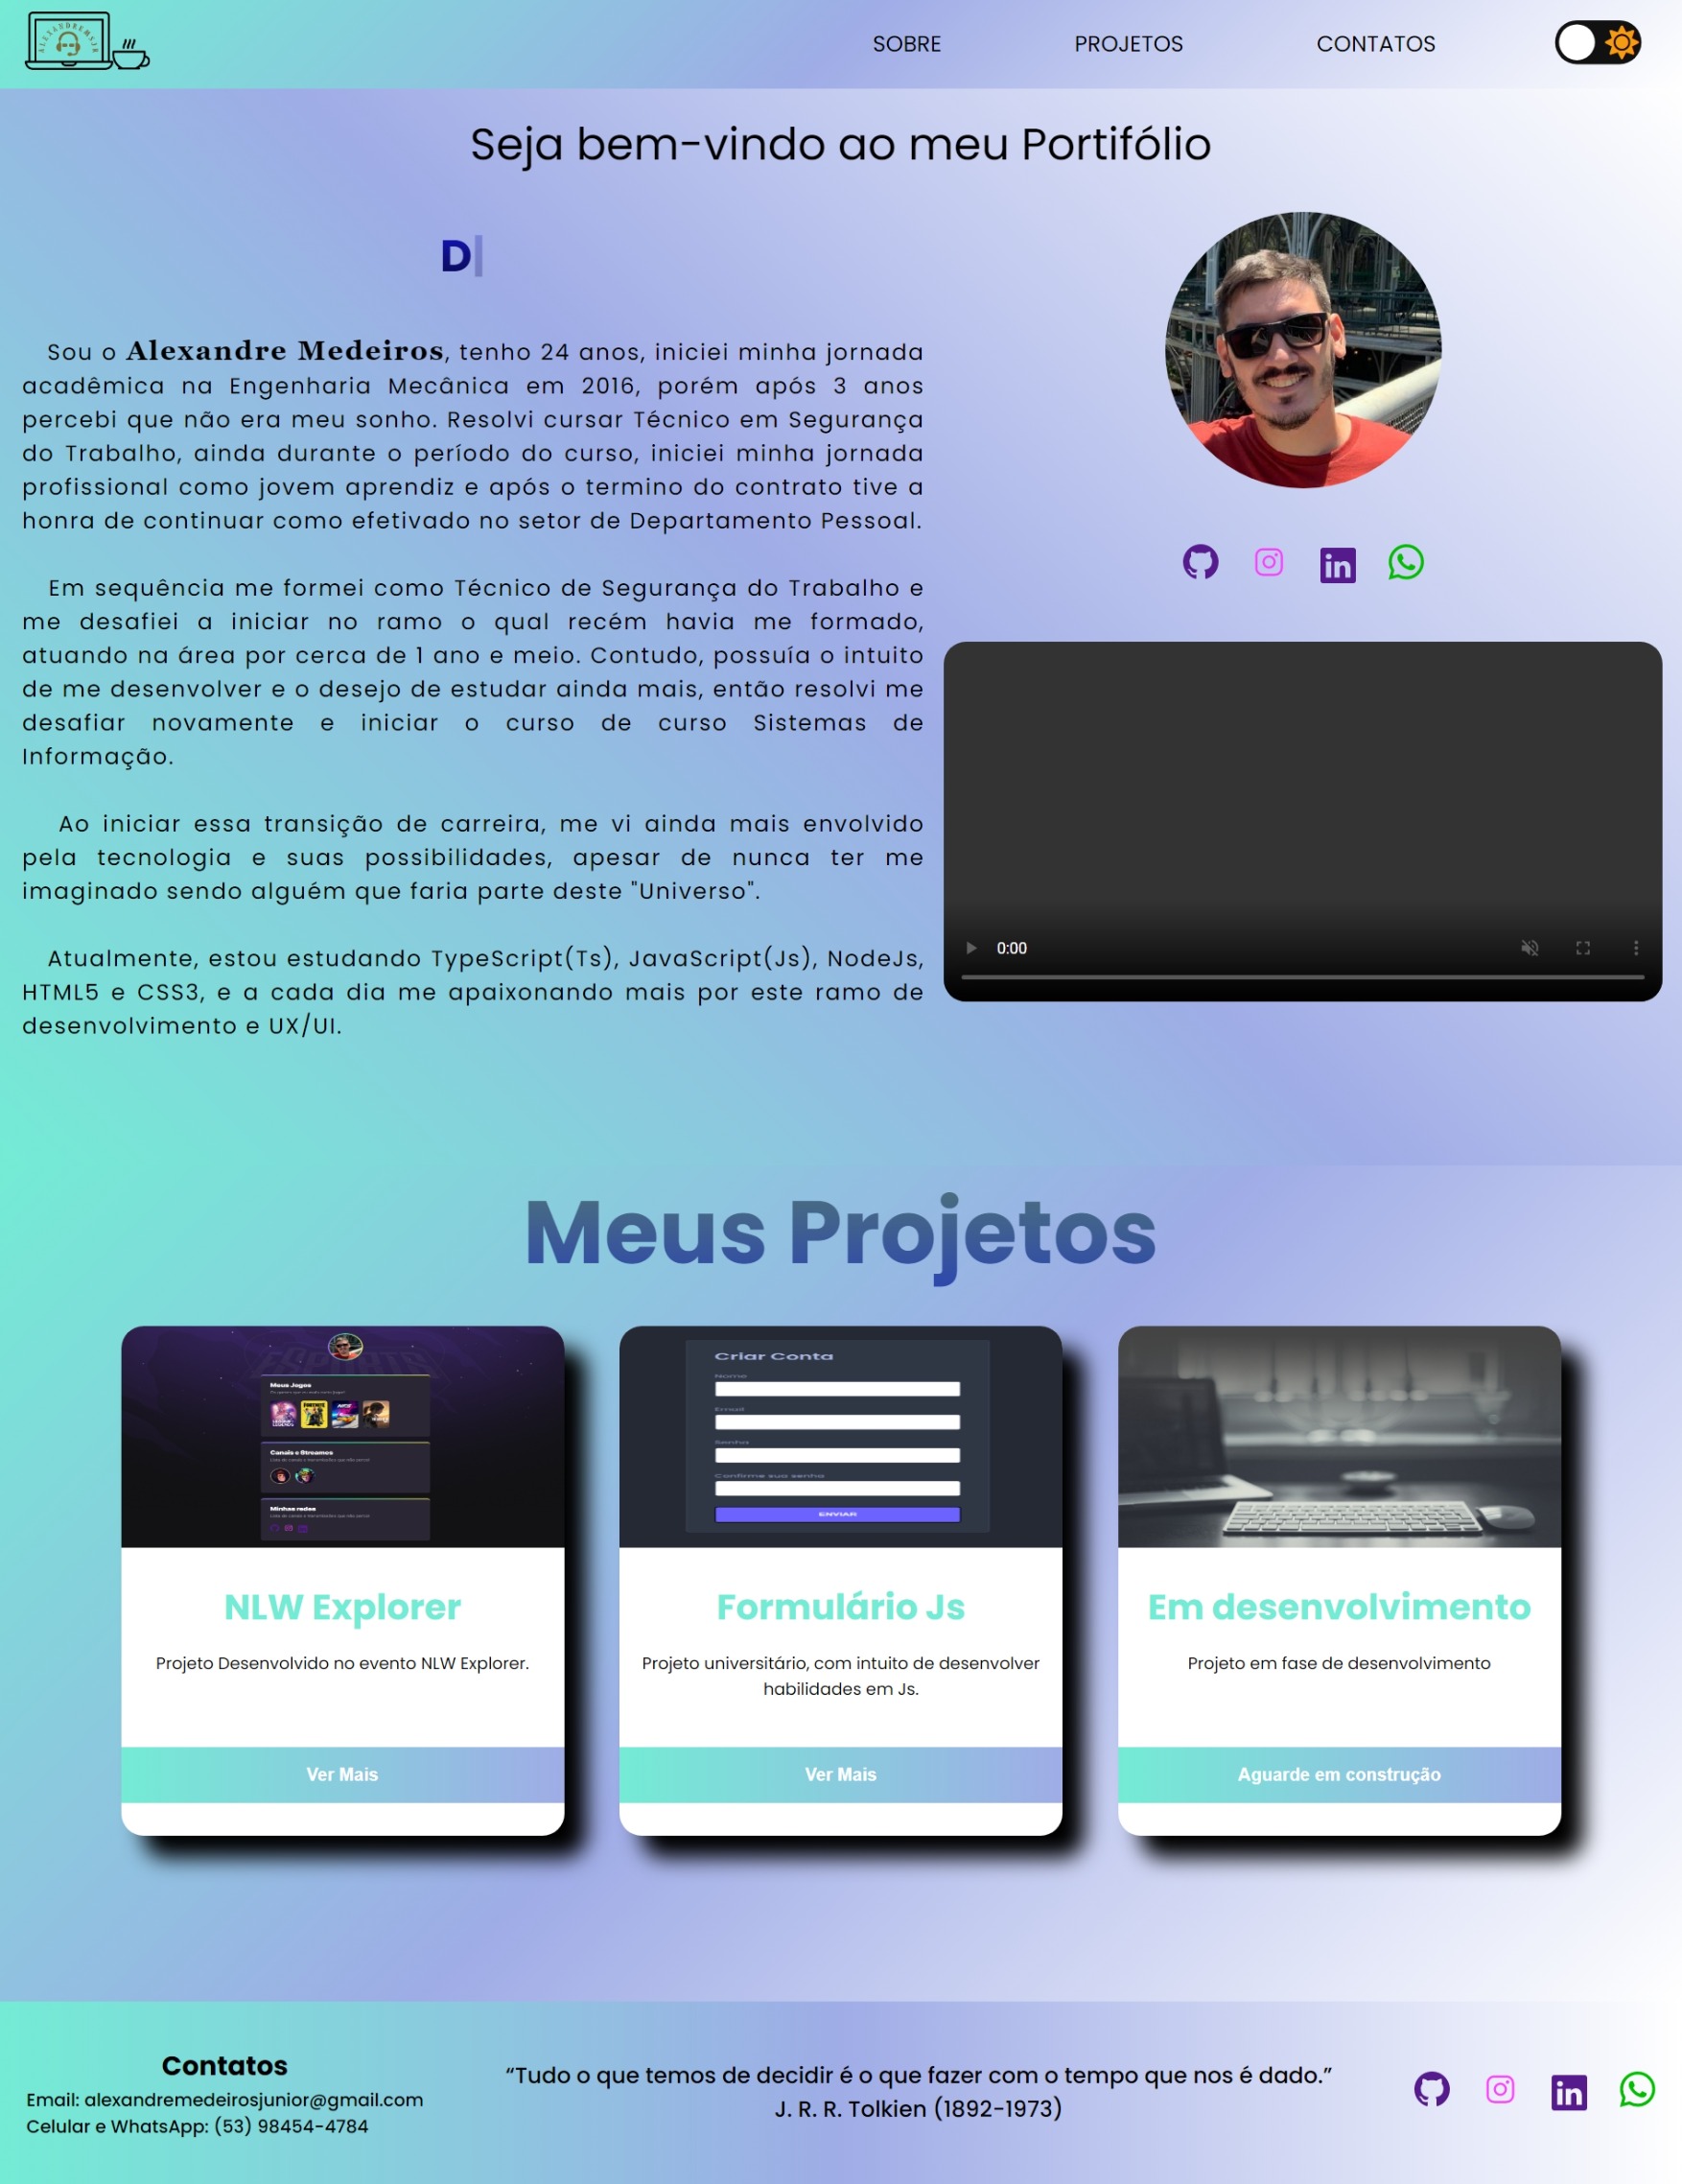 ALEXANDREMSJR
SOBRE
PROJETOS
CONTATOS
Seja bem-vindo ao meu Portifólio
D
Sou o Alexandre Medeiros, tenho 24 anos, iniciei minha jornada
acadêmica na Engenharia Mecânica em 2016, porém após 3 anos
percebi que não era meu sonho. Resolvi cursar Técnico em Segurança
do Trabalho, ainda durante o período do curso, iniciei minha jornada
profissional como jovem aprendiz e após o termino do contrato tive a
honra de continuar como efetivado no setor de Departamento Pessoal.
Em sequência me formei como Técnico de Segurança do Trabalho e
me desafiei a iniciar no ramo o qual recém havia me formado,
atuando na área por cerca de 1 ano e meio. Contudo, possuía o intuito
de me desenvolver e o desejo de estudar ainda mais, então resolvi me
desafiar novamente e iniciar o curso de curso Sistemas de
Informação.
Ao iniciar essa transição de carreira, me vi ainda mais envolvido
pela tecnologia e suas possibilidades, apesar de nunca ter me
imaginado sendo alguém que faria parte deste "Universo".
Atualmente, estou estudando TypeScript(Ts), JavaScript(Js), NodeJs,
HTML5 e CSS3, e a cada dia me apaixonando mais por este ramo de
desenvolvimento e UX/UI.
in
0:00
Meus Projetos
ESPORTS
Meus Jogos
FORTNITE
Canais e Streamers
Minhas redes
NLW Explorer
Projeto Desenvolvido no evento NLW Explorer.
Ver Mais
Criar Conta
Nome
Email
Senha
Confirme sua senha
ENVIAR
Formulário Js
Projeto universitário, com intuito de desenvolver
habilidades em Js.
Ver Mais
Em desenvolvimento
Projeto em fase de desenvolvimento
Aguarde em construção
Contatos
Email: alexandremedeirosjunior@gmail.com
Celular e WhatsApp: (53) 98454-4784
“Tudo o que temos de decidir é o que fazer com o tempo que nos é dado.”
J. R. R. Tolkien (1892-1973)
in